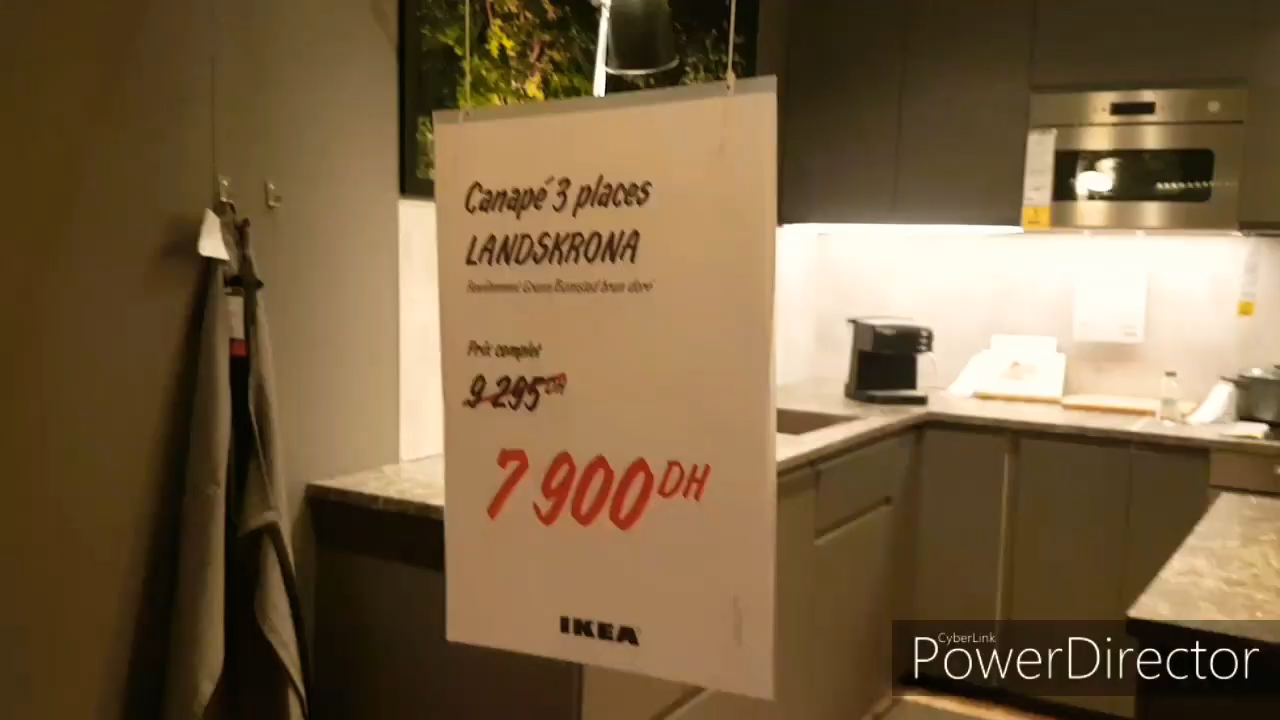 Canapé 3 places
LANDSKRONA
Prix complet
9 295 DH
7 900 DH
IKEA
CyberLink
PowerDirector